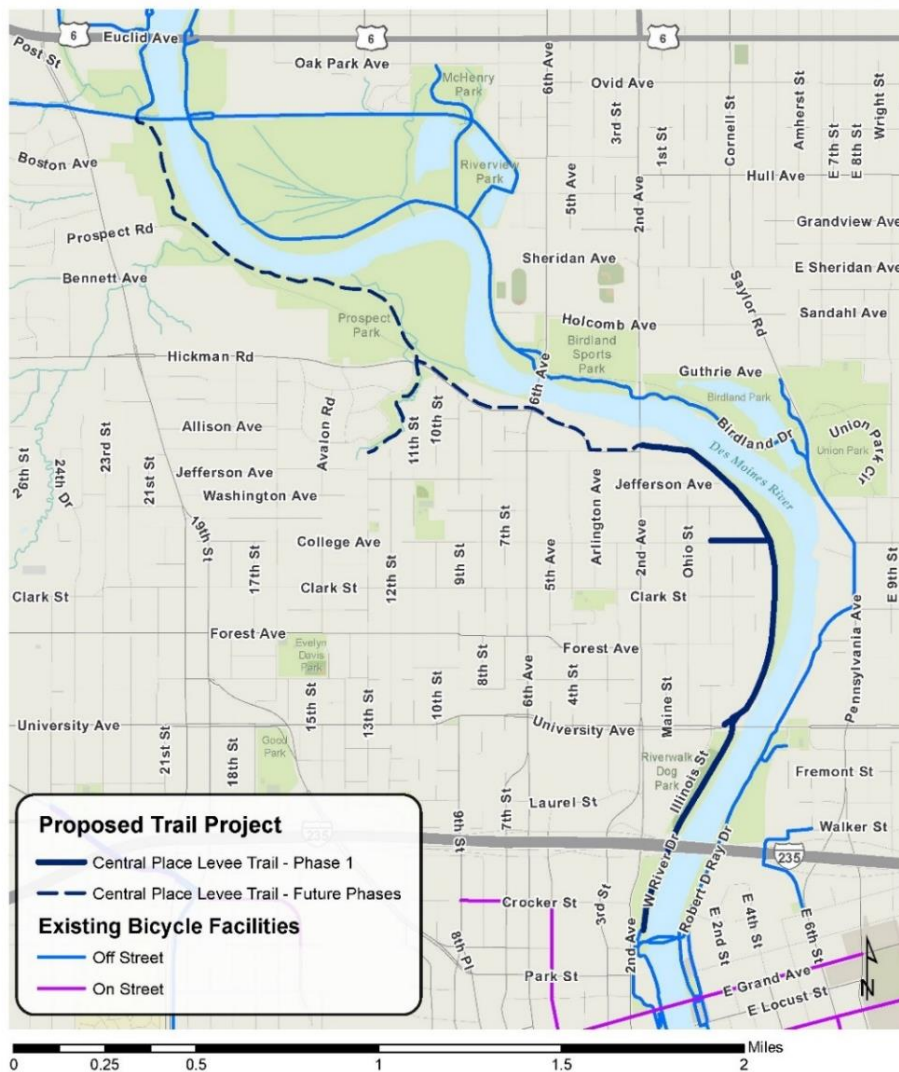 6
Euclid Ave
6
6
Post St
Oak Park Ave
McHenry
Park
6th Ave
Ovid Ave
3rd St
1st St
Cornell St
Amherst St
E 7th St
E 8th St
Wright St
Boston Ave
Riverview
Park
5th Ave
2nd Ave
Hull Ave
Prospect Rd
Grandview Ave
Bennett Ave
Sheridan Ave
Saylor Rd
E Sheridan Ave
Prospect
Park
Holcomb Ave
Sandahl Ave
Birdland
Sports
Park
Hickman Rd
6th Ave
Guthrie Ave
Birdland Park
Avalon Rd
11th St
10th St
Birdland Dr
Union Park Cir
Union Park
Allison Ave
Des Moines River
24th Dr
23rd St
21st St
Jefferson Ave
Washington Ave
Jefferson Ave
19th St
17th St
College Ave
12th St
9th St
7th St
5th Ave
Arlington Ave
2nd Ave
Ohio St
E 9th St
Clark St
Clark St
Clark St
Forest Ave
Forest Ave
Evelyn
Davis
Park
15th St
13th St
10th St
8th St
6th Ave
4th St
Maine St
Pennsylvania Ave
University Ave
University Ave
21st St
18th St
Good
Park
Riverwalk
Dog
Park
Illinois St
Fremont St
Laurel St
7th St
9th St
W River Dr
Robert D Ray Dr
Walker St
235
235
Proposed Trail Project
Central Place Levee Trail - Phase 1
Central Place Levee Trail - Future Phases
Existing Bicycle Facilities
Off Street
On Street
Crocker St
3rd St
2nd Ave
E 2nd St
E 4th St
E 6th St
8th Pl
Park St
E Grand Ave
E Locust St
N
0
0.25
0.5
1
1.5
2
Miles